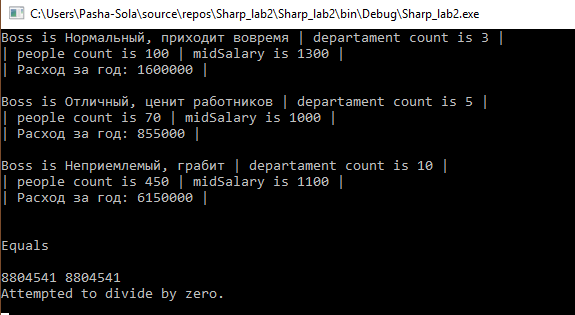 C:\Users\Pasha-Sola\source\repos\Sharp_lab2\Sharp_lab2\bin\Debug\Sharp_lab2.exe
Boss is Нормальный, приходит вовремя | departament count is 3 |
| people count is 100 | midSalary is 1300 |
| Расход за год: 1600000 |
Boss is Отличный, ценит работников | departament count is 5 |
| people count is 70 | midSalary is 1000 |
| Расход за год: 855000 |
Boss is Неприемлемый, грабит | departament count is 10 |
| people count is 450 | midSalary is 1100 |
| Расход за год: 6150000 |
Equals
8804541 8804541
Attempted to divide by zero.